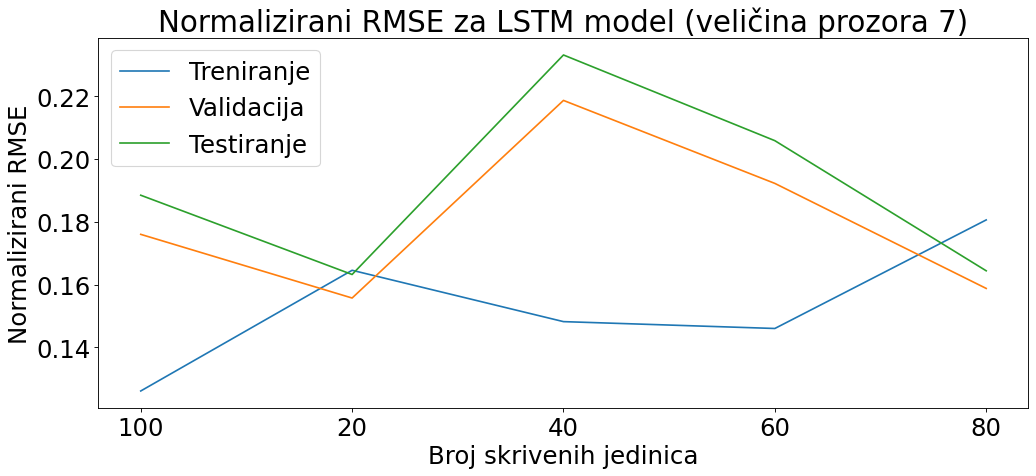 Normalizirani RMSE za LSTM model (veličina prozora 7)
Treniranje
Validacija
Testiranje
Normalizirani RMSE
0.22
0.20
0.18
0.16
0.14
100 20 40 60 80
Broj skrivenih jedinica